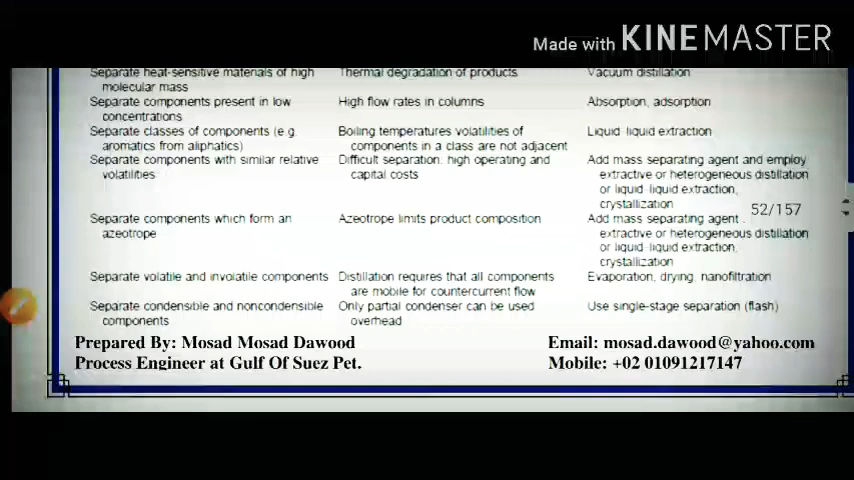 Made with KINEMASTER
Separate heat-sensitive materials of high Thermal degradation of products Vacuum distillation
molecular mass
Separate components present in low High flow rates in columns Absorption, adsorption
concentrations
Separate classes of components (e.g. Boiling temperatures volatilities of Liquid-liquid extraction
aromatics from aliphatics) components in a class are not adjacent
Separate components with similar relative Difficult separation, high operating and Add mass separating agent and employ
volatilities capital costs extractive or heterogeneous distillation
or liquid-liquid extraction,
crystallization
52/157
Separate components which form an Azeotrope limits product composition Add mass separating agent
azeotrope extractive or heterogeneous distillation
or liquid-liquid extraction,
crystallization
Separate volatile and involatile components Distillation requires that all components Evaporation, drying, nanofiltration
are mobile for countercurrent flow
Separate condensible and noncondensible Only partial condenser can be used Use single-stage separation (flash)
components overhead
Prepared By: Mosad Mosad Dawood Email: mosad.dawood@yahoo.com
Process Engineer at Gulf Of Suez Pet. Mobile: +02 01091217147